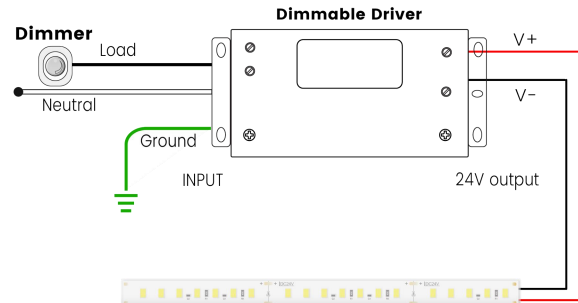 Dimmable Driver
Dimmer
Load
V+
Neutral
V-
Ground
INPUT
24V output